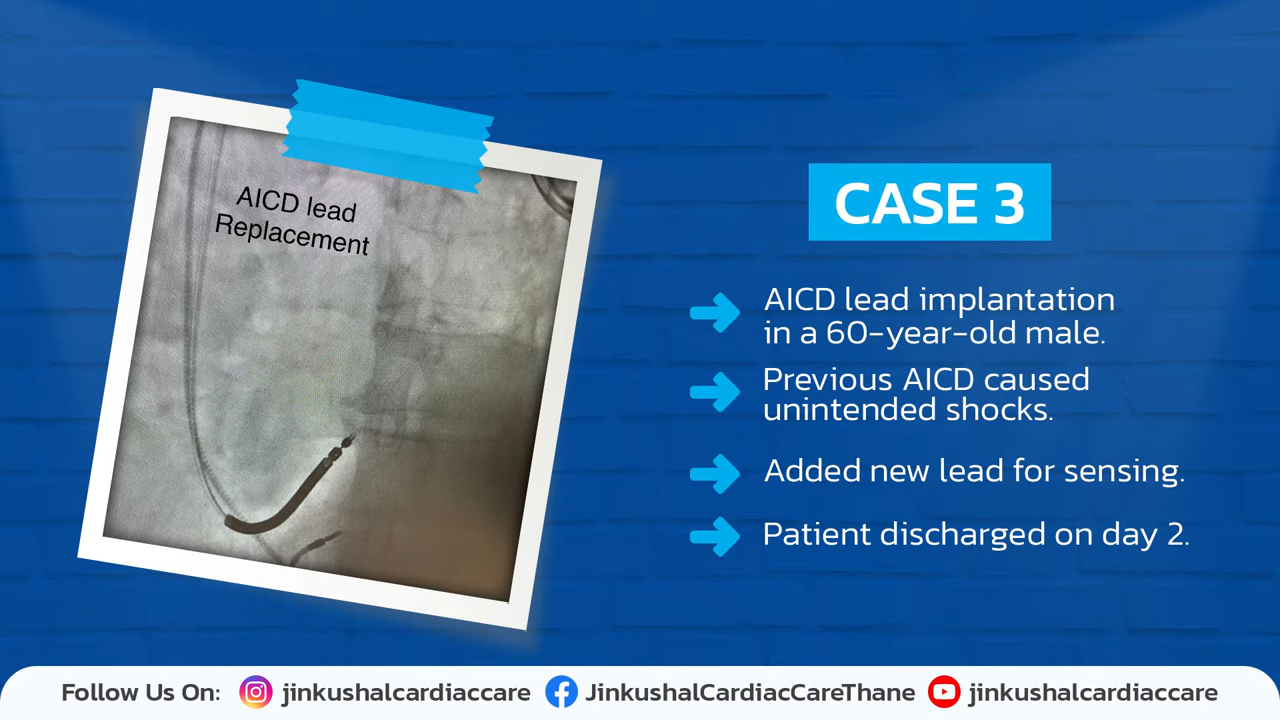 AICD lead
Replacement
CASE 3
AICD lead implantation
in a 60-year-old male.
Previous AICD caused
unintended shocks.
Added new lead for sensing.
Patient discharged on day 2.
Follow Us On: jinkushalcardiaccare JinkushalCardiacCareThane jinkushalcardiaccare